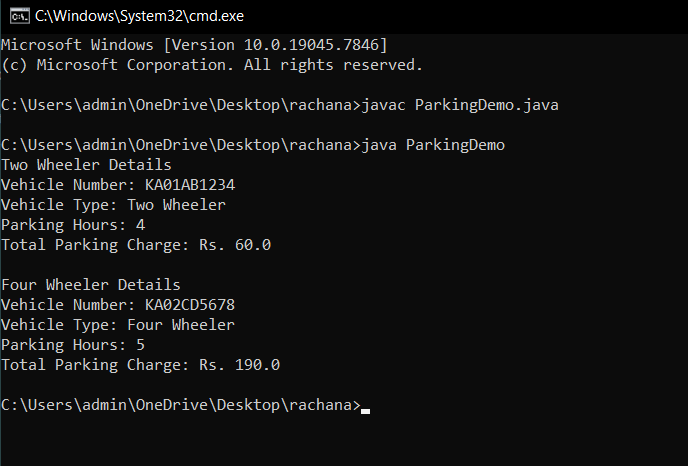 C:\Windows\System32\cmd.exe
Microsoft Windows [Version 10.0.19045.7846]
(c) Microsoft Corporation. All rights reserved.
C:\Users\admin\OneDrive\Desktop\rachana>javac ParkingDemo.java
C:\Users\admin\OneDrive\Desktop\rachana>java ParkingDemo
Two Wheeler Details
Vehicle Number: KA01AB1234
Vehicle Type: Two Wheeler
Parking Hours: 4
Total Parking Charge: Rs. 60.0
Four Wheeler Details
Vehicle Number: KA02CD5678
Vehicle Type: Four Wheeler
Parking Hours: 5
Total Parking Charge: Rs. 190.0
C:\Users\admin\OneDrive\Desktop\rachana>